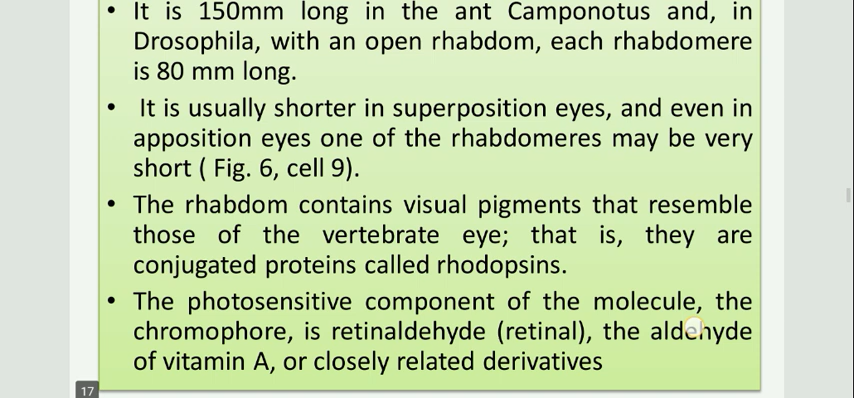 • It is 150mm long in the ant Camponotus and, in
Drosophila, with an open rhabdom, each rhabdomere
is 80 mm long.
• It is usually shorter in superposition eyes, and even in
apposition eyes one of the rhabdomeres may be very
short ( Fig. 6, cell 9).
• The rhabdom contains visual pigments that resemble
those of the vertebrate eye; that is, they are
conjugated proteins called rhodopsins.
• The photosensitive component of the molecule, the
chromophore, is retinaldehyde (retinal), the aldehyde
of vitamin A, or closely related derivatives
17